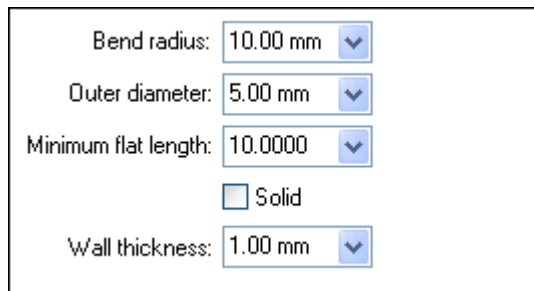 Bend radius: 10.00 mm
Outer diameter: 5.00 mm
Minimum flat length: 10.0000
Solid
Wall thickness: 1.00 mm